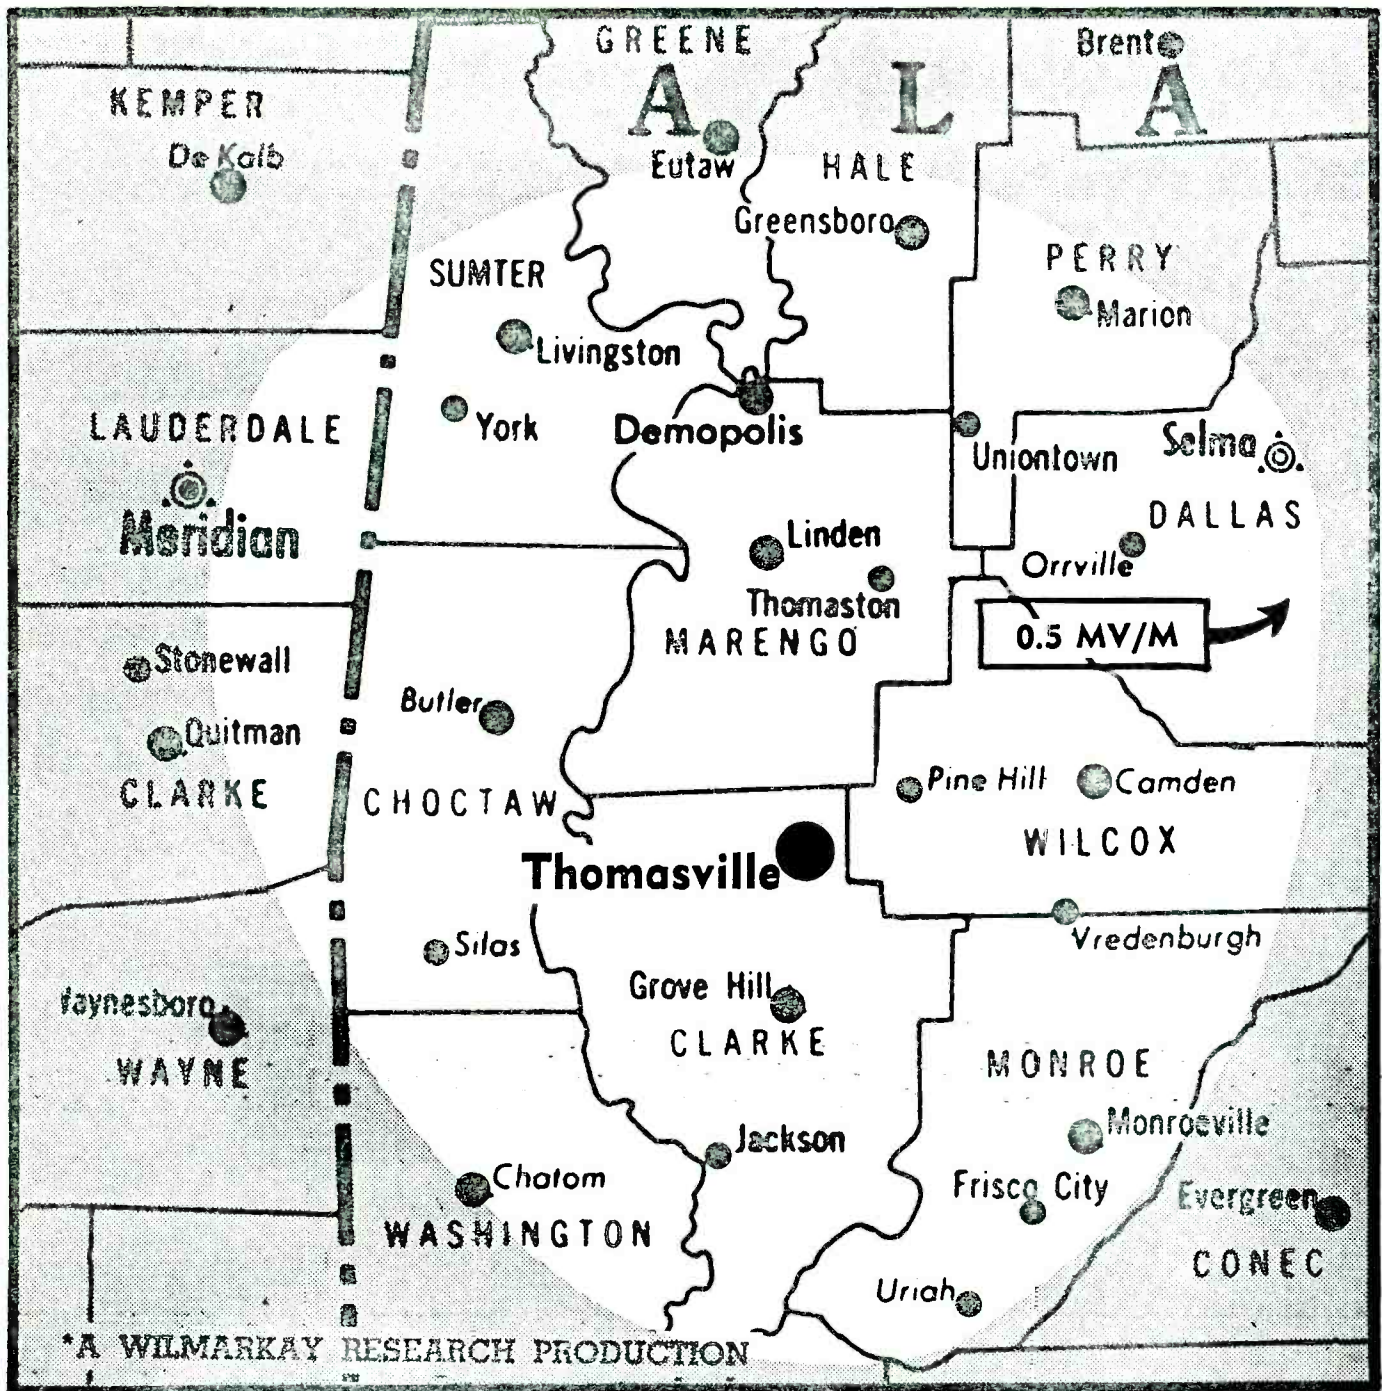 GREENE
Brent
A L A
KEMPER
De Kalb
Eutaw
HALE
Greensboro
PERRY
SUMTER
Marion
Livingston
LAUDERDALE
York
Demopolis
Uniontown
Selma
Meridian
DALLAS
Linden
Orrville
Thomaston
MARENGO
0.5 MV/M
Stonewall
Butler
Quitman
CLARKE
CHOCTAW
Pine Hill
Camden
WILCOX
Thomasville
Vredenburgh
Silas
Grove Hill
aynesboro
WAYNE
CLARKE
MONROE
Monroeville
Jackson
Chatom
Frisco City
Evergreen
WASHINGTON
CONEC
Uriah
*A WILMARKAY RESEARCH PRODUCTION